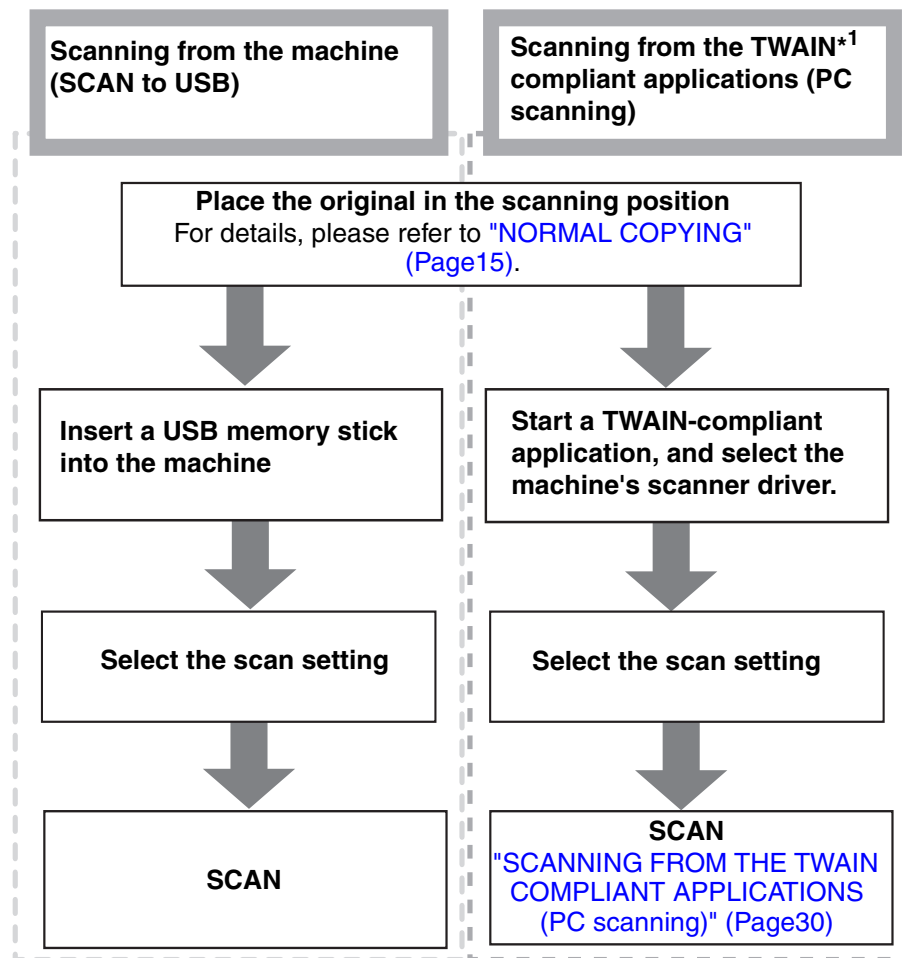 Scanning from the machine
(SCAN to USB)
Scanning from the TWAIN*1
compliant applications (PC
scanning)
Place the original in the scanning position
For details, please refer to "NORMAL COPYING"
(Page15).
Insert a USB memory stick
into the machine
Start a TWAIN-compliant
application, and select the
machine's scanner driver.
Select the scan setting
Select the scan setting
SCAN
SCAN
"SCANNING FROM THE TWAIN
COMPLIANT APPLICATIONS
(PC scanning)" (Page30)